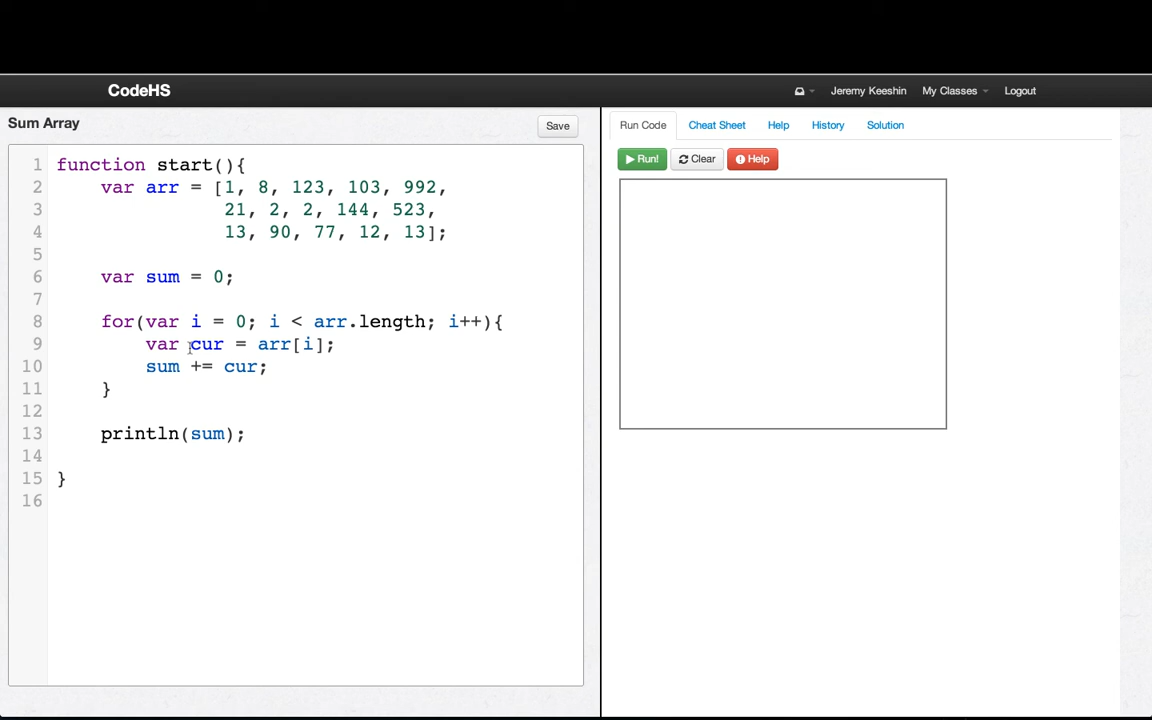 CodeHS
Jeremy Keeshin My Classes Logout
Sum Array
Save
Run Code Cheat Sheet Help History Solution
Run! Clear Help
1 function start(){
2 var arr = [1, 8, 123, 103, 992,
3 21, 2, 2, 144, 523,
4 13, 90, 77, 12, 13];
5
6 var sum = 0;
7
8 for(var i = 0; i < arr.length; i++){
9 var cur = arr[i];
10 sum += cur;
11 }
12
13 println(sum);
14
15 }
16